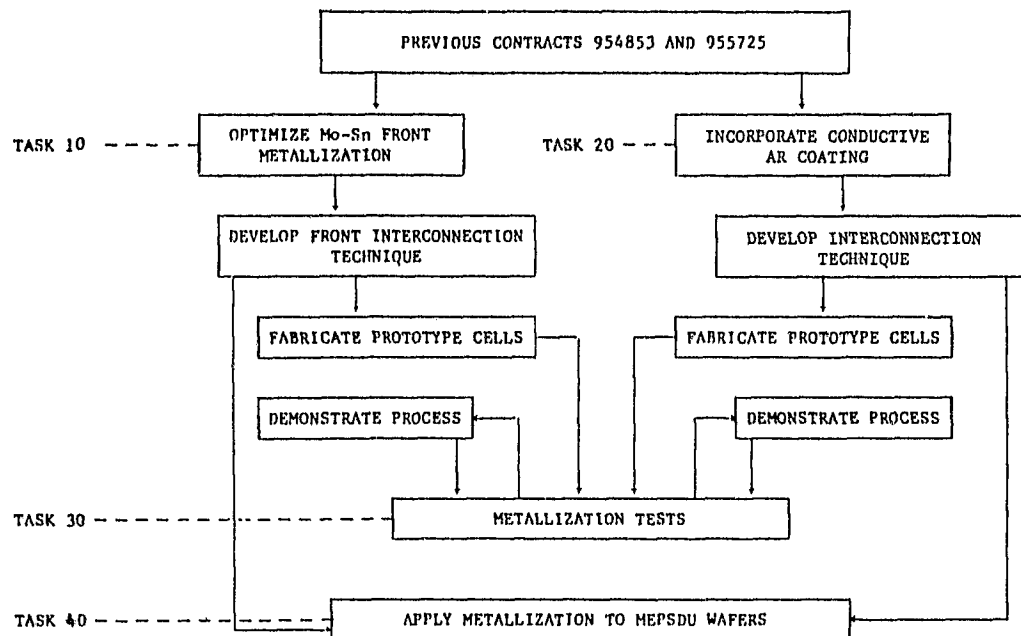 PREVIOUS CONTRACTS 954853 AND 955725
TASK 10
OPTIMIZE Mo-Sn FRONT
METALLIZATION
TASK 20
INCORPORATE CONDUCTIVE
AR COATING
DEVELOP FRONT INTERCONNECTION
TECHNIQUE
DEVELOP INTERCONNECTION
TECHNIQUE
FABRICATE PROTOTYPE CELLS
FABRICATE PROTOTYPE CELLS
DEMONSTRATE PROCESS
DEMONSTRATE PROCESS
TASK 30
METALLIZATION TESTS
TASK 40
APPLY METALLIZATION TO MEPSDU WAFERS